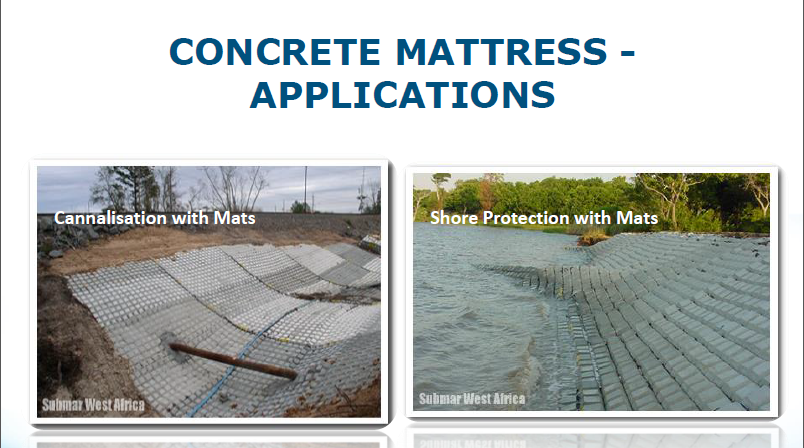 CONCRETE MATTRESS -
APPLICATIONS
Cannalisation with Mats
Shore Protection with Mats
Submar West Africa
Submar West Africa